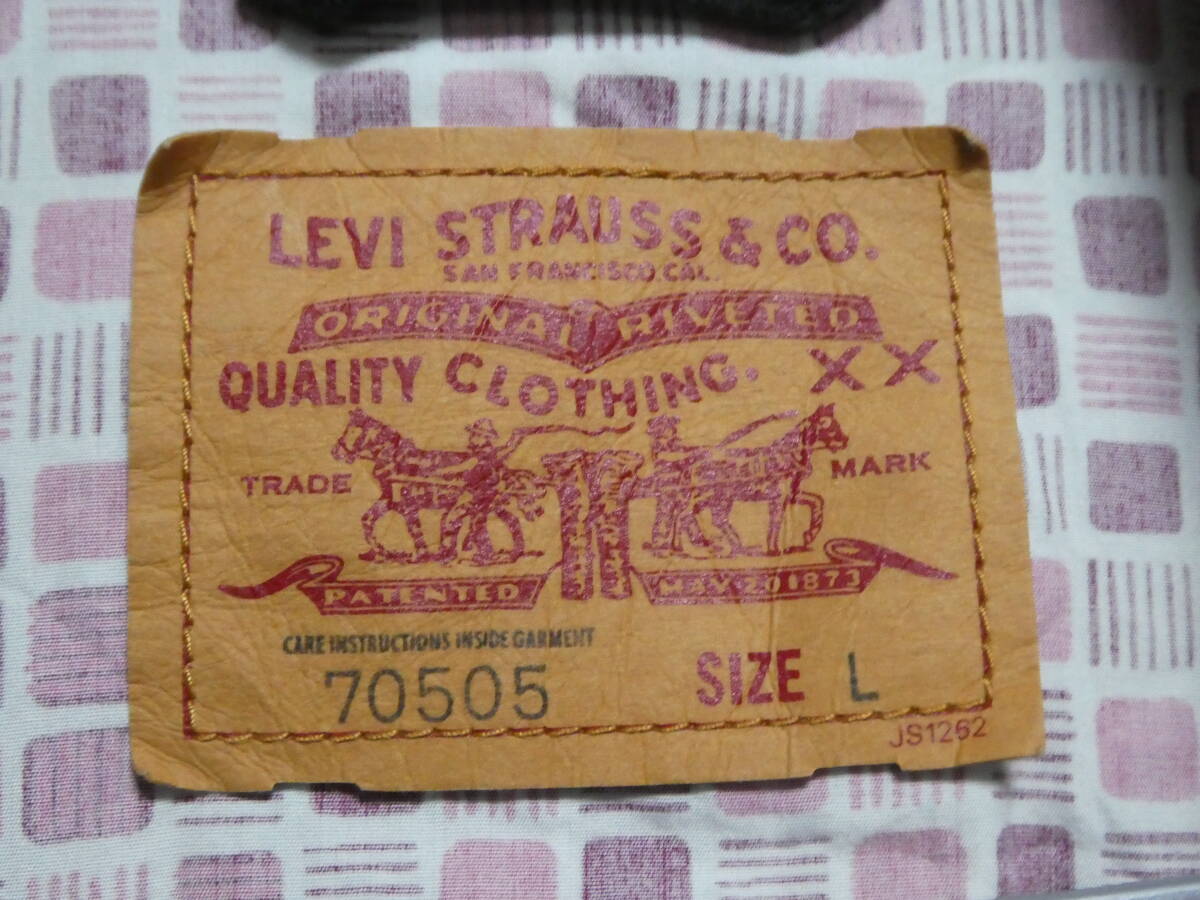 LEVI STRAUSS & CO.
SAN FRANCISCO CAL.
ORIGINAL RIVETED
QUALITY CLOTHING. XX
TRADE MARK
PATENTED MAY 20 1873
CARE INSTRUCTIONS INSIDE GARMENT
70505 SIZE L
JS1262